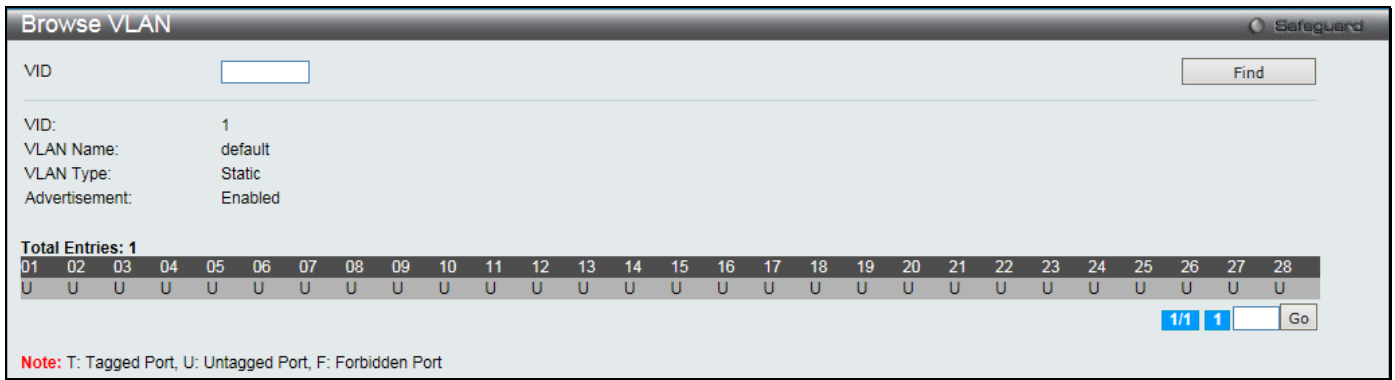 Browse VLAN Safeguard
VID Find
VID: 1
VLAN Name: default
VLAN Type: Static
Advertisement: Enabled
Total Entries: 1
01 02 03 04 05 06 07 08 09 10 11 12 13 14 15 16 17 18 19 20 21 22 23 24 25 26 27 28
U U U U U U U U U U U U U U U U U U U U U U U U U U U U
1/1 1 Go
Note: T: Tagged Port, U: Untagged Port, F: Forbidden Port